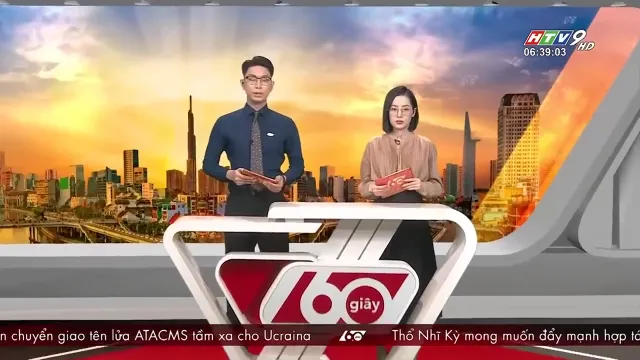 HTV9 HD
06:39:03
60 giây
n chuyển giao tên lửa ATACMS tầm xa cho Ucraina 60 Thổ Nhĩ Kỳ mong muốn đẩy mạnh hợp tá